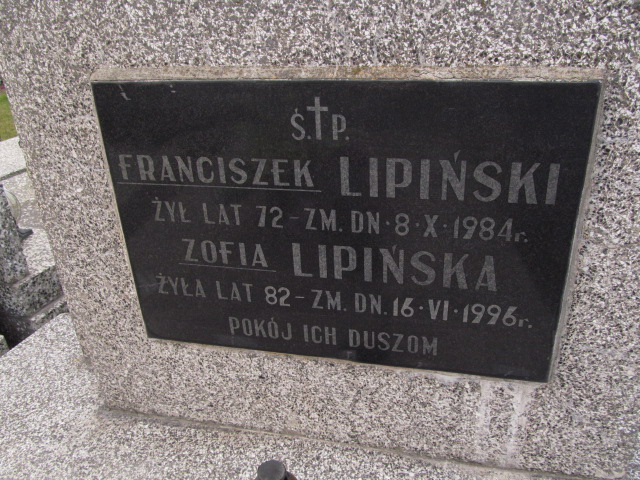 Ś.†P.
FRANCISZEK LIPIŃSKI
ŻYŁ LAT 72 - ZM. DN · 8 · X · 1984 r.
ZOFIA LIPIŃSKA
ŻYŁA LAT 82 - ZM. DN. 16 · VI · 1996 r.
POKÓJ ICH DUSZOM